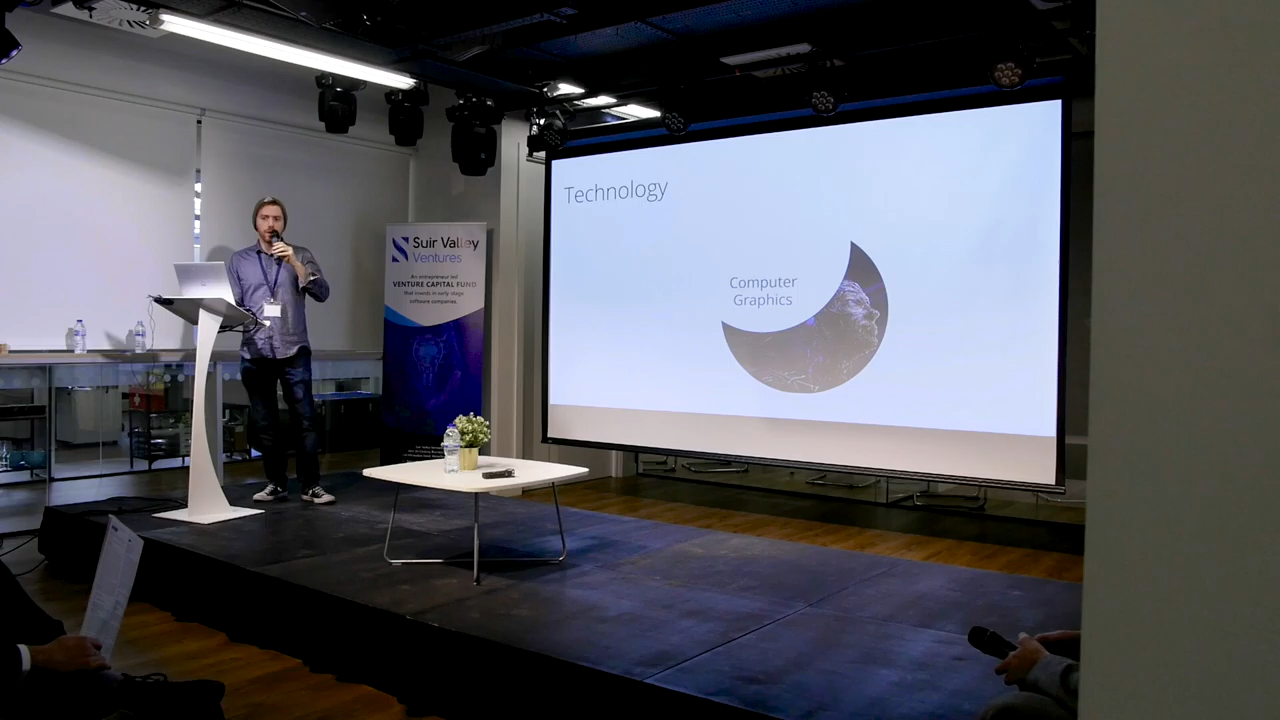 Suir Valley
Ventures
An entrepreneur led
VENTURE CAPITAL FUND
that invests in early-stage
software companies.
Technology
Computer
Graphics